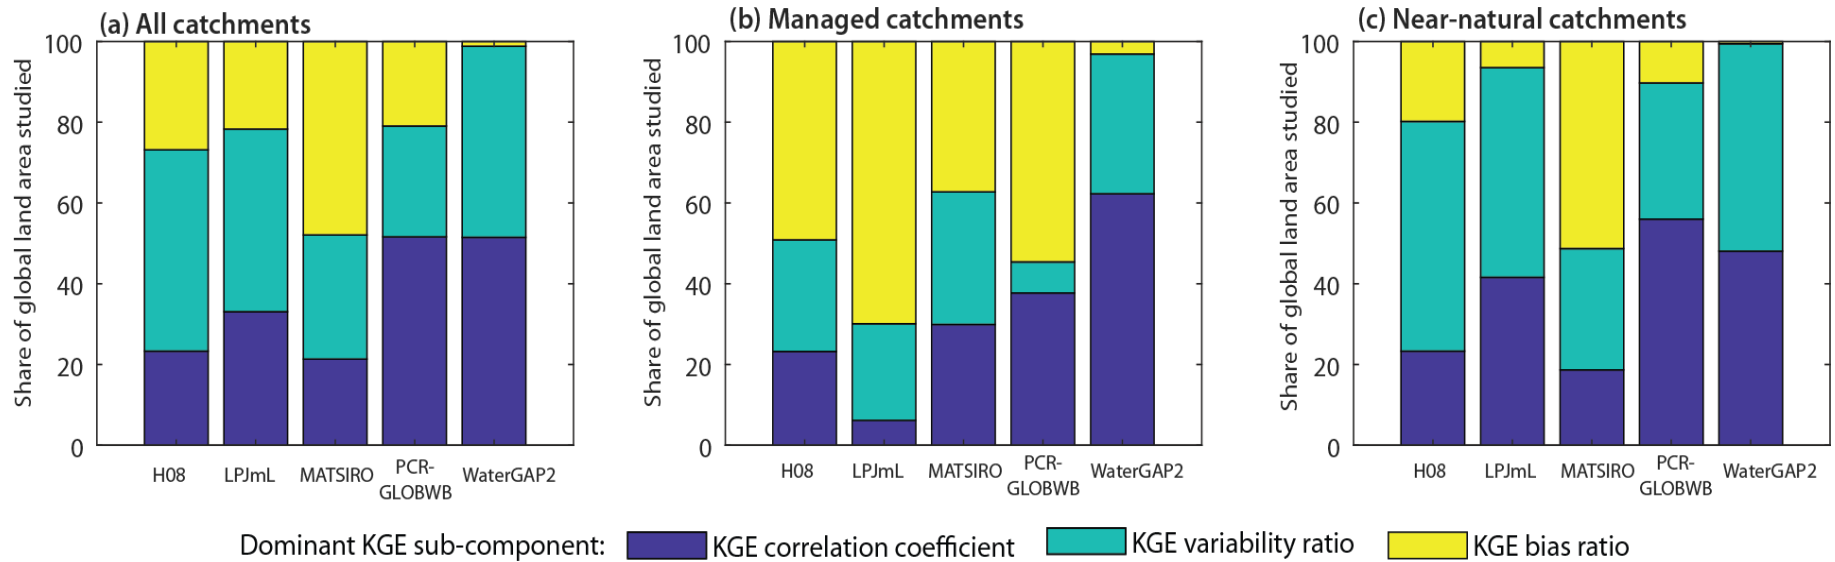 (a) All catchments
Share of global land area studied
100
80
60
40
20
0
H08
LPJmL
MATSIRO
PCR-
GLOBWB
WaterGAP2
(b) Managed catchments
Share of global land area studied
100
80
60
40
20
0
H08
LPJmL
MATSIRO
PCR-
GLOBWB
WaterGAP2
(c) Near-natural catchments
Share of global land area studied
100
80
60
40
20
0
H08
LPJmL
MATSIRO
PCR-
GLOBWB
WaterGAP2
Dominant KGE sub-component: KGE correlation coefficient KGE variability ratio KGE bias ratio